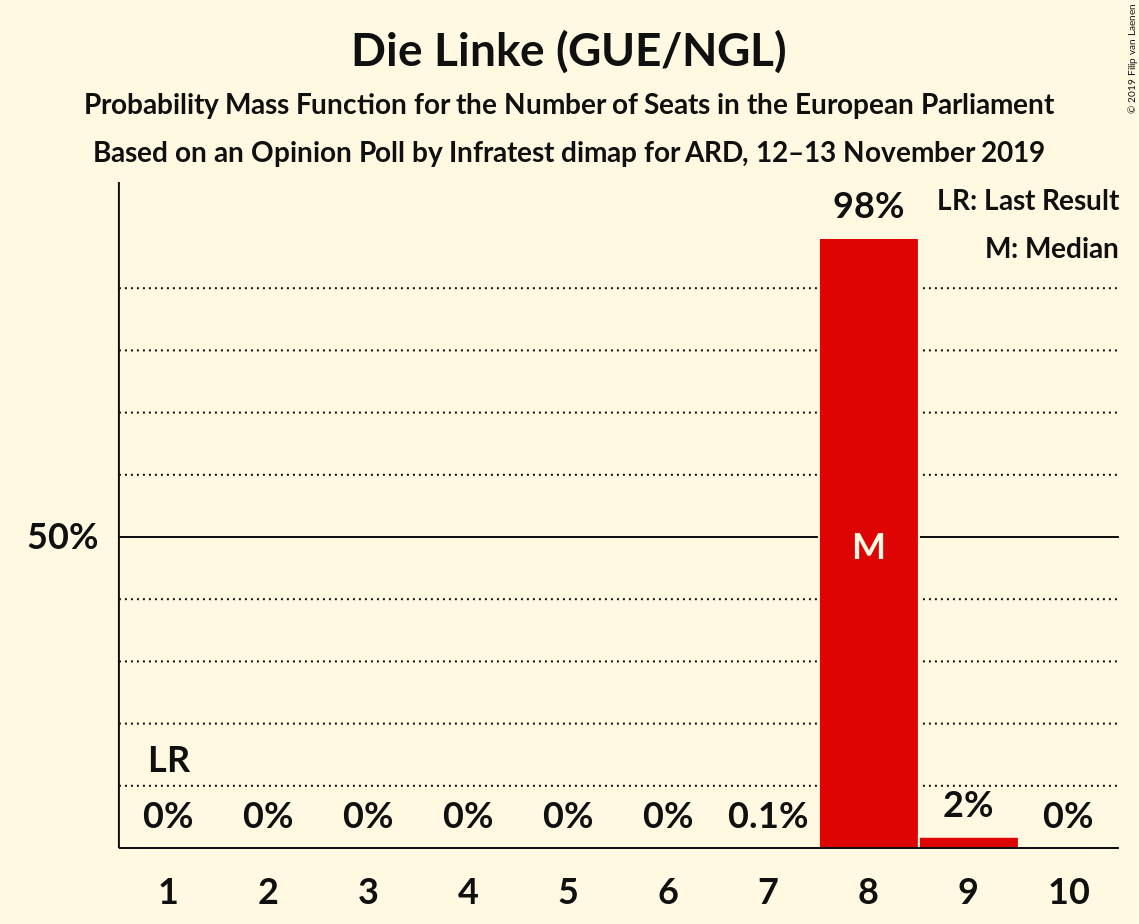 Die Linke (GUE/NGL)
Probability Mass Function for the Number of Seats in the European Parliament
Based on an Opinion Poll by Infratest dimap for ARD, 12–13 November 2019
© 2019 Filip van Laenen
98%
LR: Last Result
M: Median
50%
M
LR
0% 0% 0% 0% 0% 0% 0.1% 2% 0%
1 2 3 4 5 6 7 8 9 10